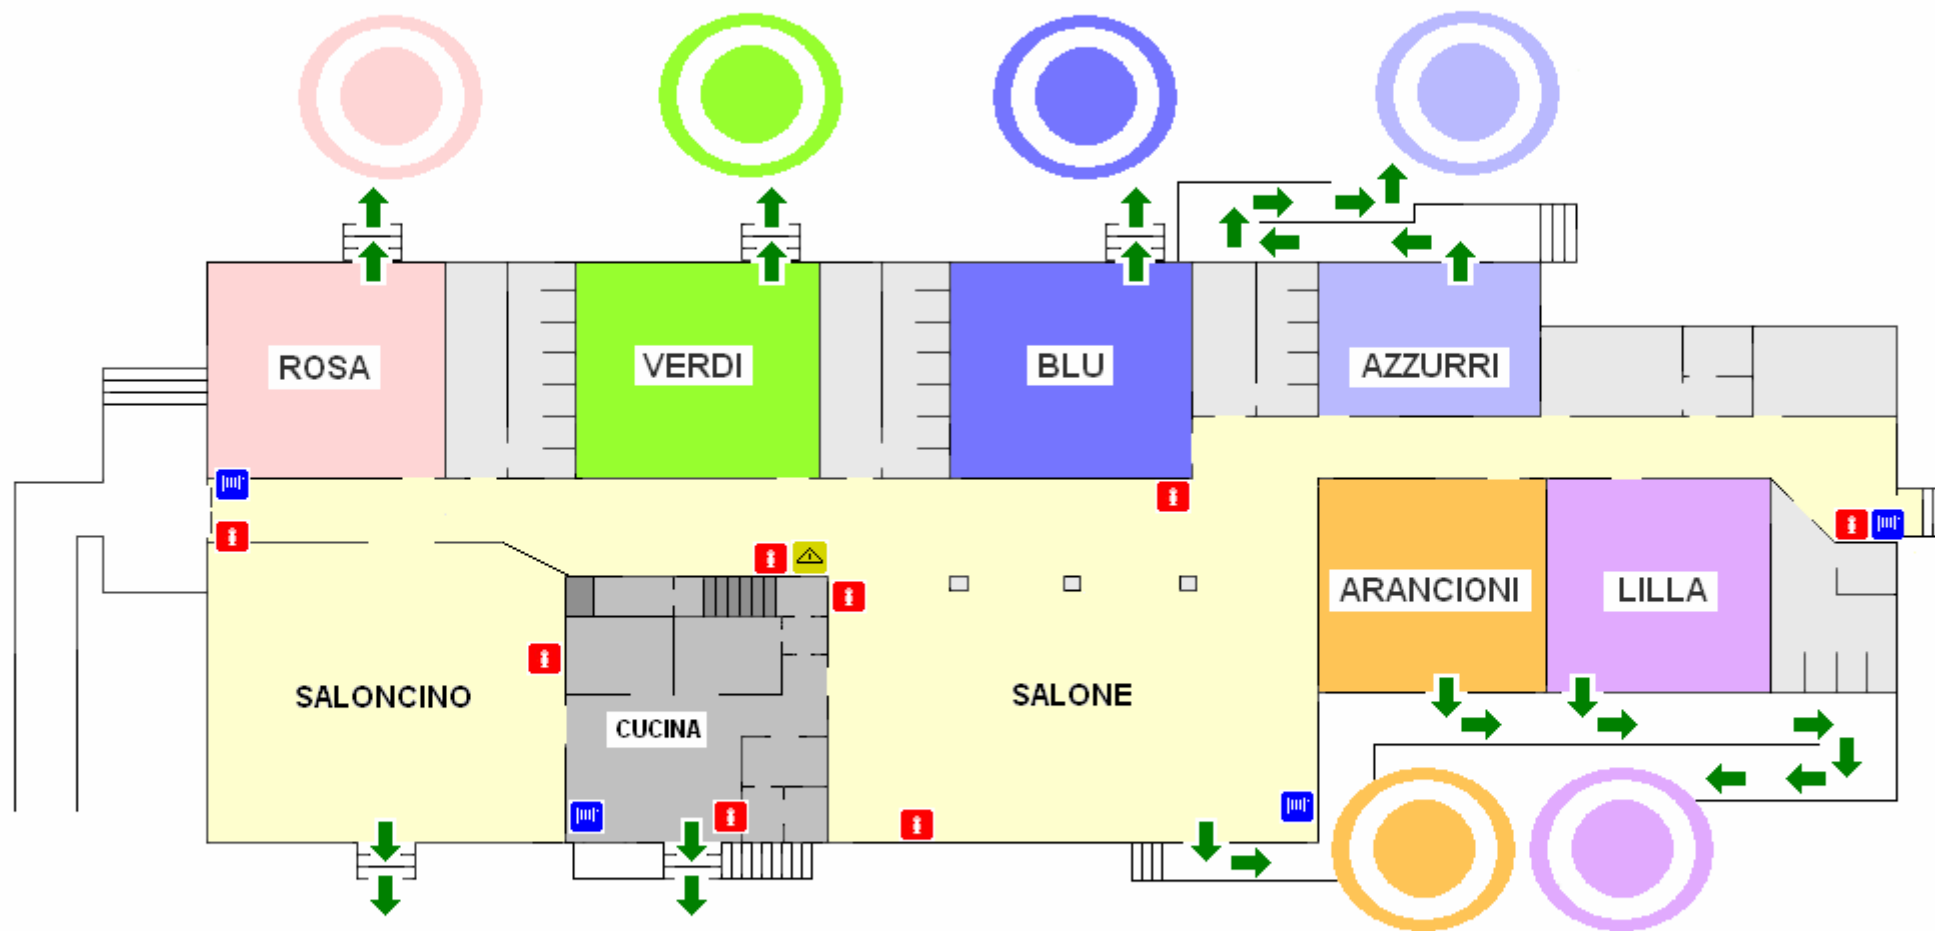 ROSA
VERDI
BLU
AZZURRI
ARANCIONI
LILLA
SALONCINO
SALONE
CUCINA